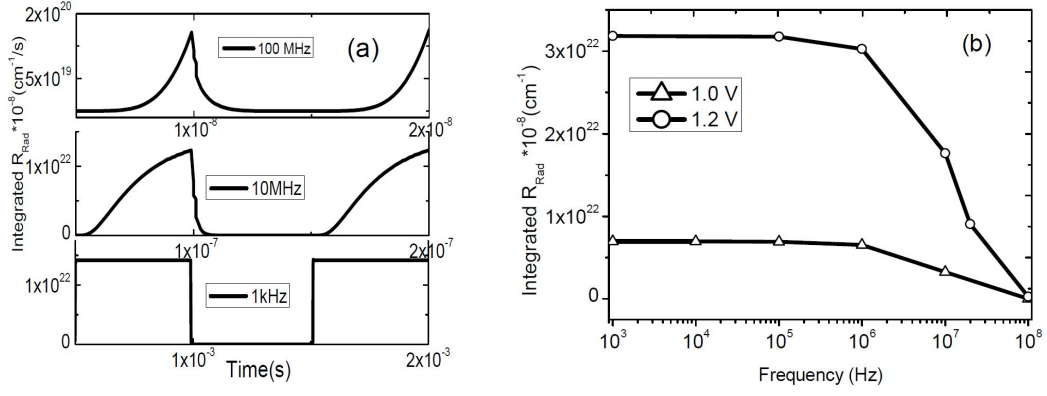 (a)
Integrated R_Rad*10^-8(cm^-1/s)
2x10^20
5x10^19
100 MHz
1x10^-8
2x10^-8
1x10^22
0
10MHz
1x10^-7
2x10^-7
1x10^22
0
1kHz
1x10^-3
2x10^-3
Time(s)
(b)
Integrated R_Rad *10^-8(cm^-1)
3x10^22
2x10^22
1x10^22
0
1.0 V
1.2 V
10^3 10^4 10^5 10^6 10^7 10^8
Frequency (Hz)